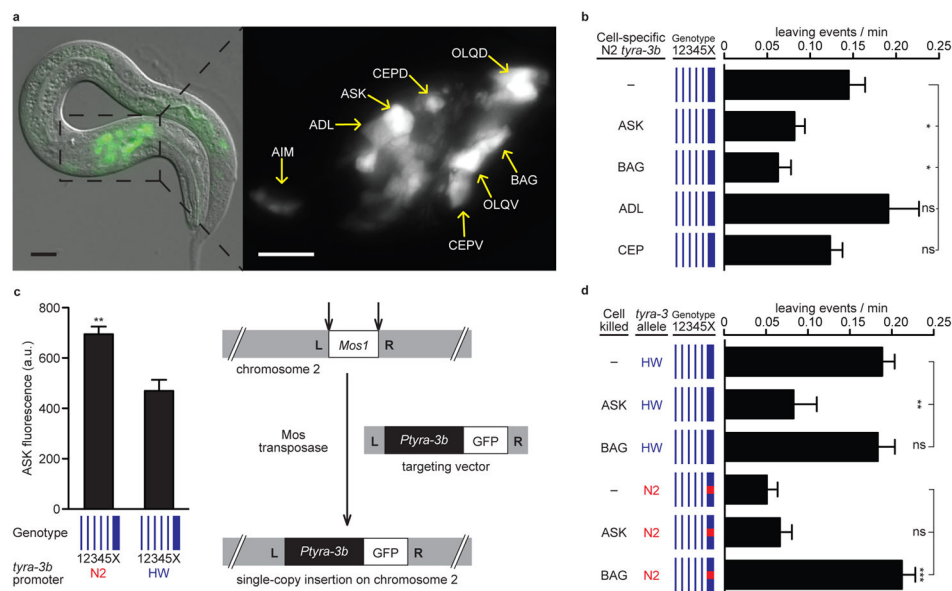 a
OLQD
CEPD
ASK
ADL
AIM
BAG
OLQV
CEPV
b
leaving events / min
Cell-specific Genotype
N2 tyra-3b 12345X
0 0.05 0.10 0.15 0.20 0.25
–
ASK *
BAG *
ADL ns
CEP ns
c
ASK fluorescence (a.u.)
800
600
400
200
0
**
Genotype
12345X 12345X
tyra-3b
promoter
N2 HW
L Mos1 R
chromosome 2
Mos
transposase
L Ptyra-3b GFP R
targeting vector
L Ptyra-3b GFP R
single-copy insertion on chromosome 2
d
leaving events / min
Cell tyra-3 Genotype
killed allele 12345X
0 0.05 0.10 0.15 0.20 0.25
– HW
ASK HW **
BAG HW ns
– N2
ASK N2 ns
BAG N2 ***